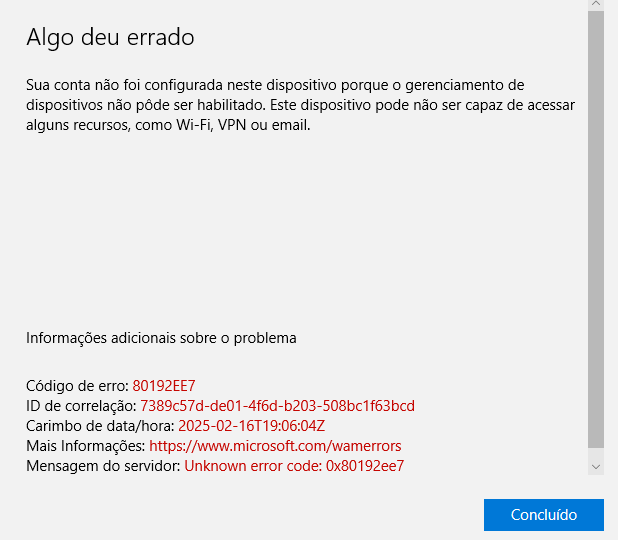 Algo deu errado
Sua conta não foi configurada neste dispositivo porque o gerenciamento de
dispositivos não pôde ser habilitado. Este dispositivo pode não ser capaz de acessar
alguns recursos, como Wi-Fi, VPN ou email.
Informações adicionais sobre o problema
Código de erro: 80192EE7
ID de correlação: 7389c57d-de01-4f6d-b203-508bc1f63bcd
Carimbo de data/hora: 2025-02-16T19:06:04Z
Mais Informações: https://www.microsoft.com/wamerrors
Mensagem do servidor: Unknown error code: 0x80192ee7
Concluído